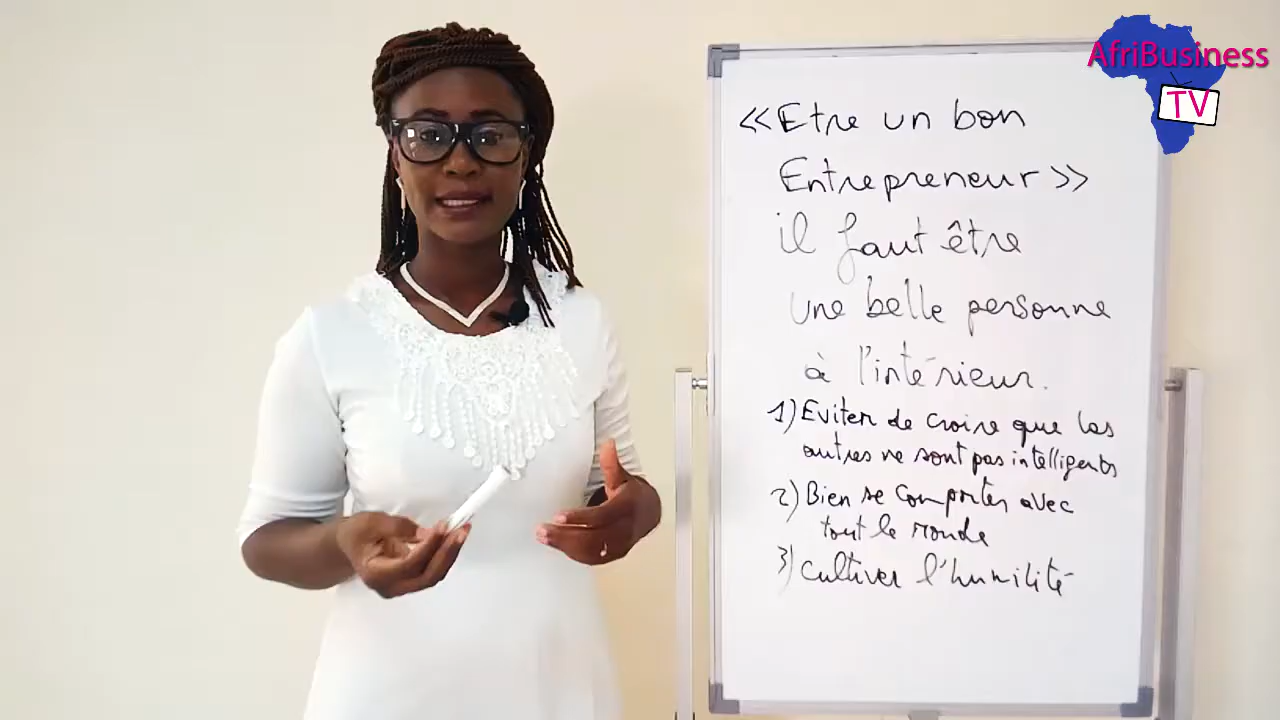 AfriBusiness
TV
«Etre un bon
Entrepreneur»
il faut être
une belle personne
à l'intérieur.
1) Eviter de croire que les
autres ne sont pas intelligents
2) Bien se comporter avec
tout le monde
3) Cultiver l'humilité